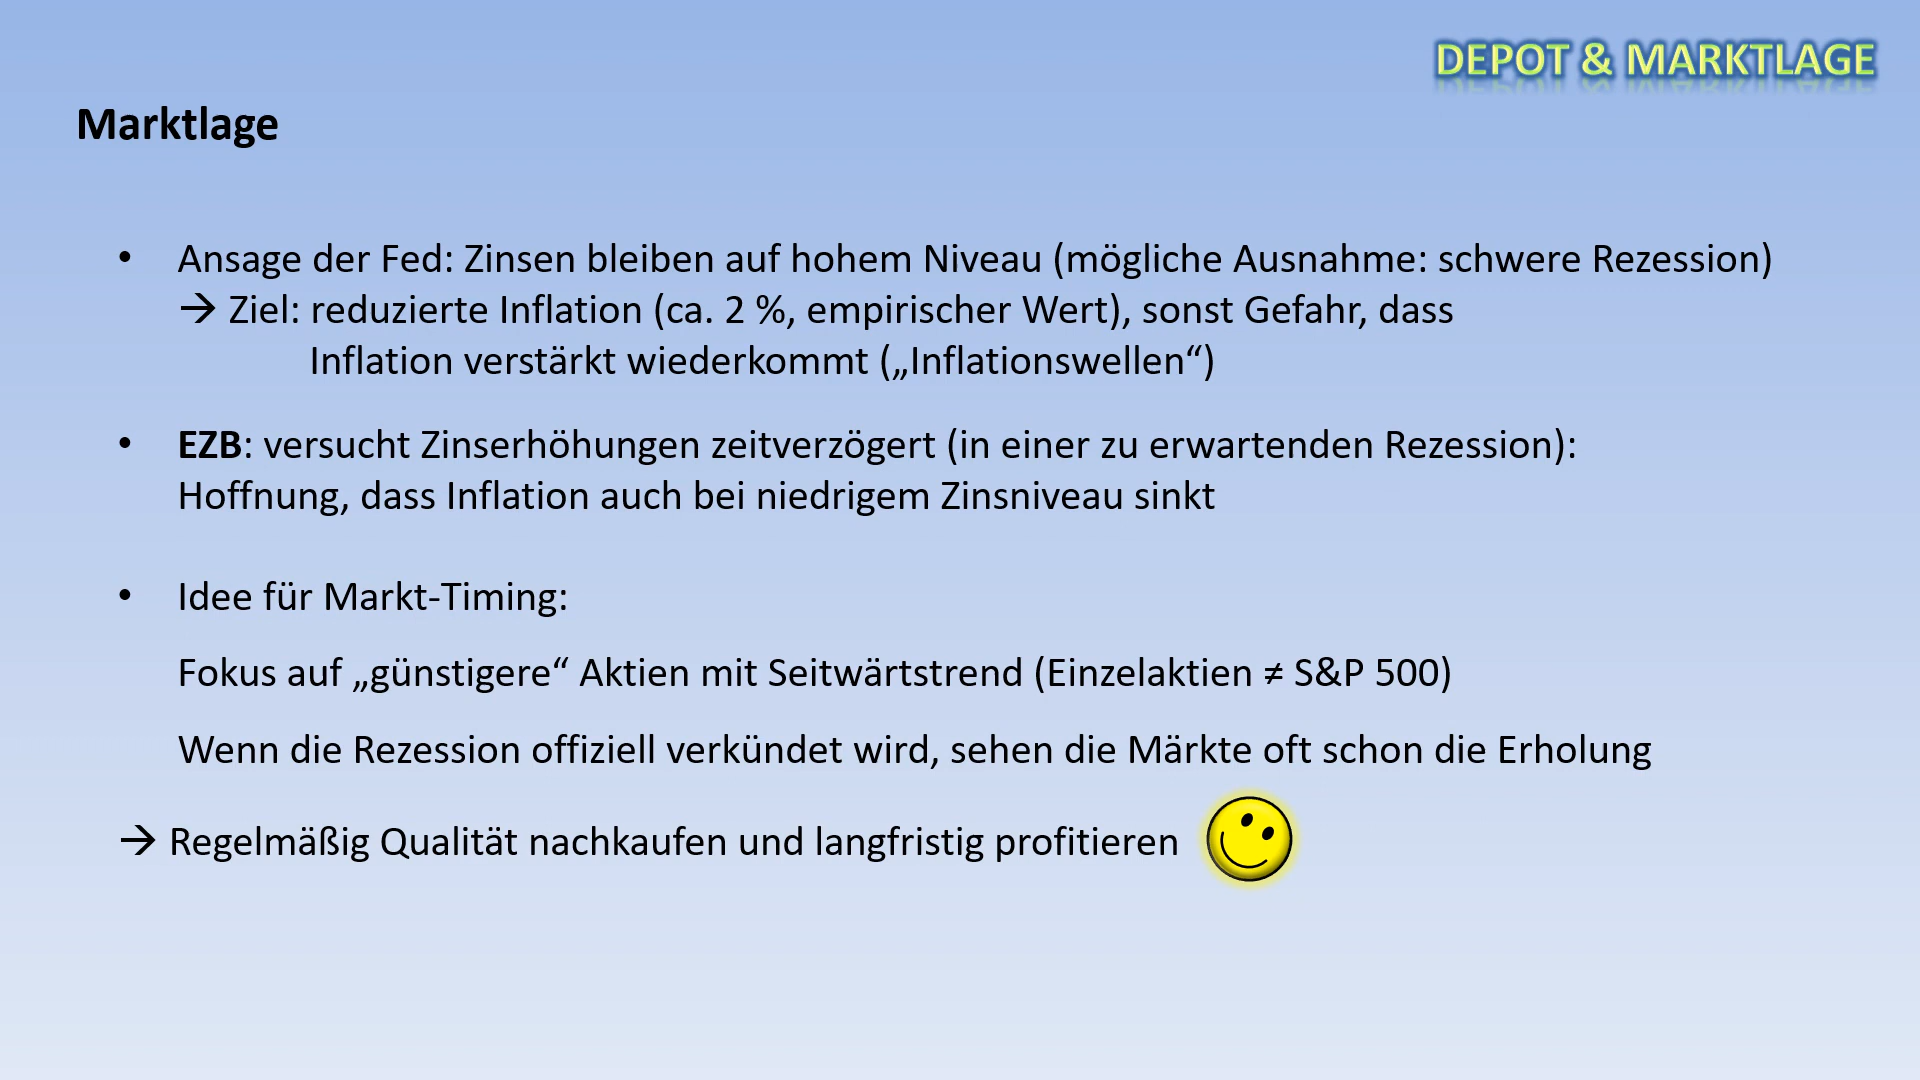 DEPOT & MARKTLAGE
Marktlage
• Ansage der Fed: Zinsen bleiben auf hohem Niveau (mögliche Ausnahme: schwere Rezession)
→ Ziel: reduzierte Inflation (ca. 2 %, empirischer Wert), sonst Gefahr, dass
Inflation verstärkt wiederkommt („Inflationswellen“)
• EZB: versucht Zinserhöhungen zeitverzögert (in einer zu erwartenden Rezession):
Hoffnung, dass Inflation auch bei niedrigem Zinsniveau sinkt
• Idee für Markt-Timing:
Fokus auf „günstigere“ Aktien mit Seitwärtstrend (Einzelaktien ≠ S&P 500)
Wenn die Rezession offiziell verkündet wird, sehen die Märkte oft schon die Erholung
→ Regelmäßig Qualität nachkaufen und langfristig profitieren